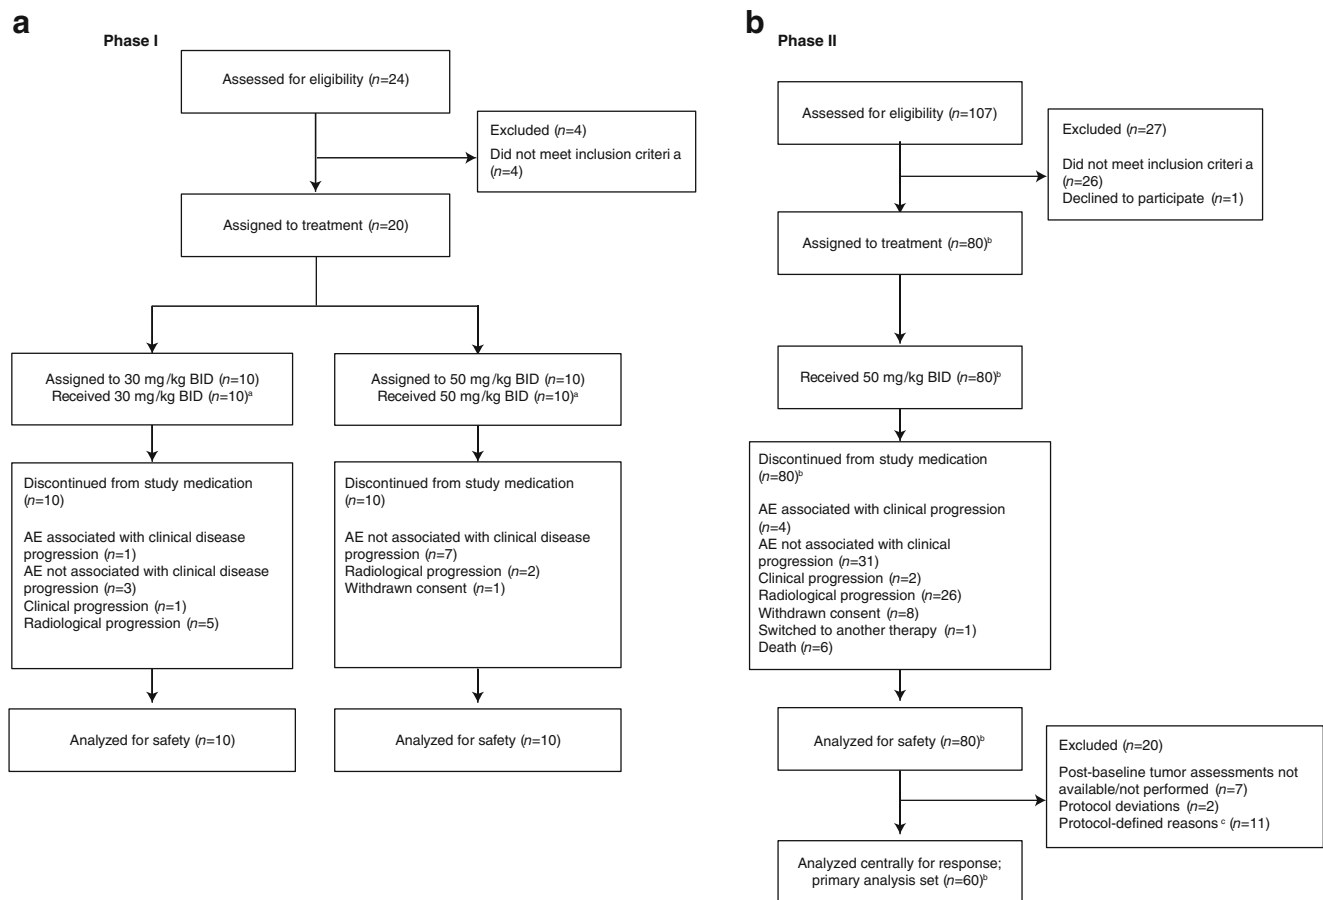 a
Phase I
Assessed for eligibility (n=24)
Excluded (n=4)
Did not meet inclusion criteri a
(n=4)
Assigned to treatment (n=20)
Assigned to 30 mg/kg BID (n=10)
Received 30 mg/kg BID (n=10)ᵃ
Assigned to 50 mg/kg BID (n=10)
Received 50 mg/kg BID (n=10)ᵃ
Discontinued from study medication
(n=10)
AE associated with clinical disease
progression (n=1)
AE not associated with clinical disease
progression (n=3)
Clinical progression (n=1)
Radiological progression (n=5)
Discontinued from study medication
(n=10)
AE not associated with clinical disease
progression (n=7)
Radiological progression (n=2)
Withdrawn consent (n=1)
Analyzed for safety (n=10)
Analyzed for safety (n=10)
b
Phase II
Assessed for eligibility (n=107)
Excluded (n=27)
Did not meet inclusion criteri a
(n=26)
Declined to participate (n=1)
Assigned to treatment (n=80)ᵇ
Received 50 mg/kg BID (n=80)ᵇ
Discontinued from study medication
(n=80)ᵇ
AE associated with clinical progression
(n=4)
AE not associated with clinical
progression (n=31)
Clinical progression (n=2)
Radiological progression (n=26)
Withdrawn consent (n=8)
Switched to another therapy (n=1)
Death (n=6)
Analyzed for safety (n=80)ᵇ
Excluded (n=20)
Post-baseline tumor assessments not
available/not performed (n=7)
Protocol deviations (n=2)
Protocol-defined reasons ᶜ (n=11)
Analyzed centrally for response;
primary analysis set (n=60)ᵇ